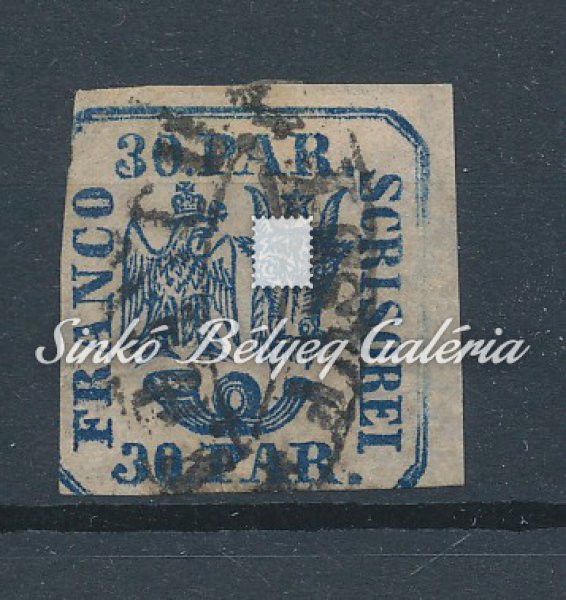 30.PAR.
FRANCO
SCRISOREI
Sinkó Bélyeg Galéria
30.PAR.